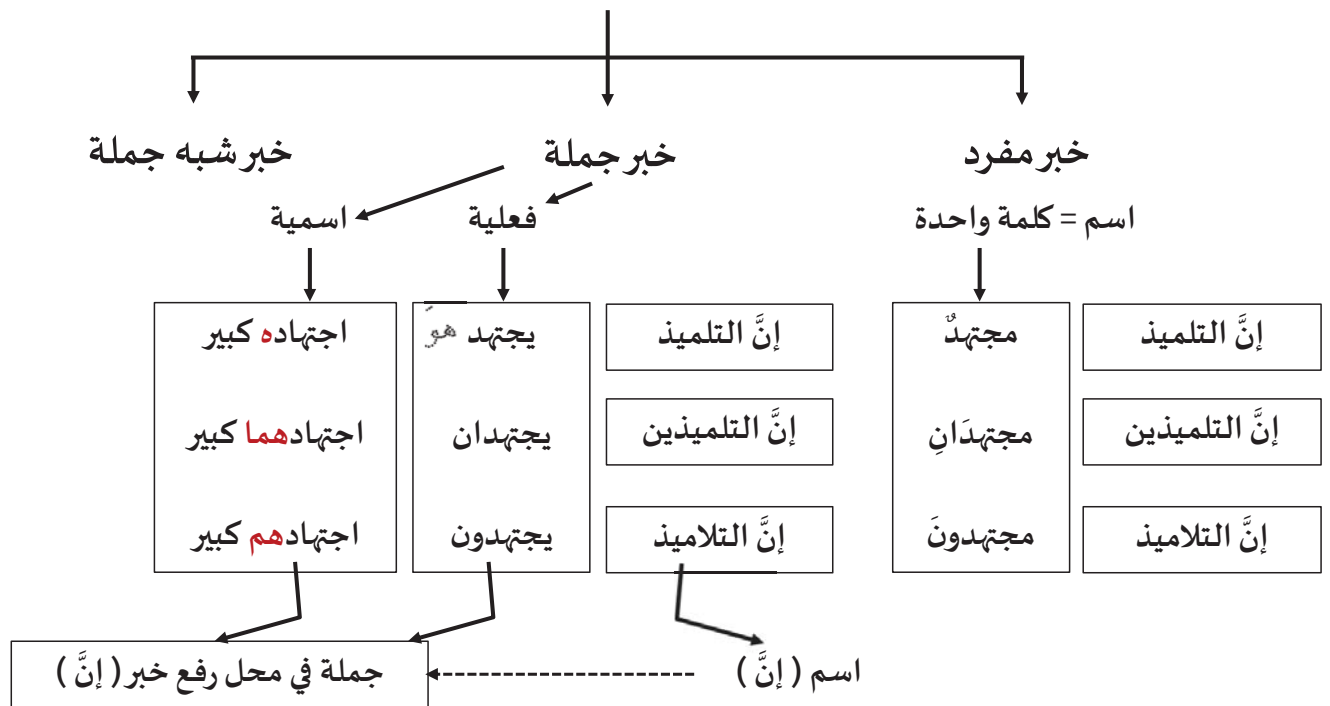 خبر مفرد خبر جملة خبر شبه جملة
اسم = كلمة واحدة فعلية اسمية
إنَّ التلميذ مجتهدٌ إنَّ التلميذ يجتهد هوَ اجتهاده كبير
إنَّ التلميذين مجتهدَانِ إنَّ التلميذين يجتهدان اجتهادهما كبير
إنَّ التلاميذ مجتهدونَ إنَّ التلاميذ يجتهدون اجتهادهم كبير
اسم ( إنَّ ) جملة في محل رفع خبر ( إنَّ )